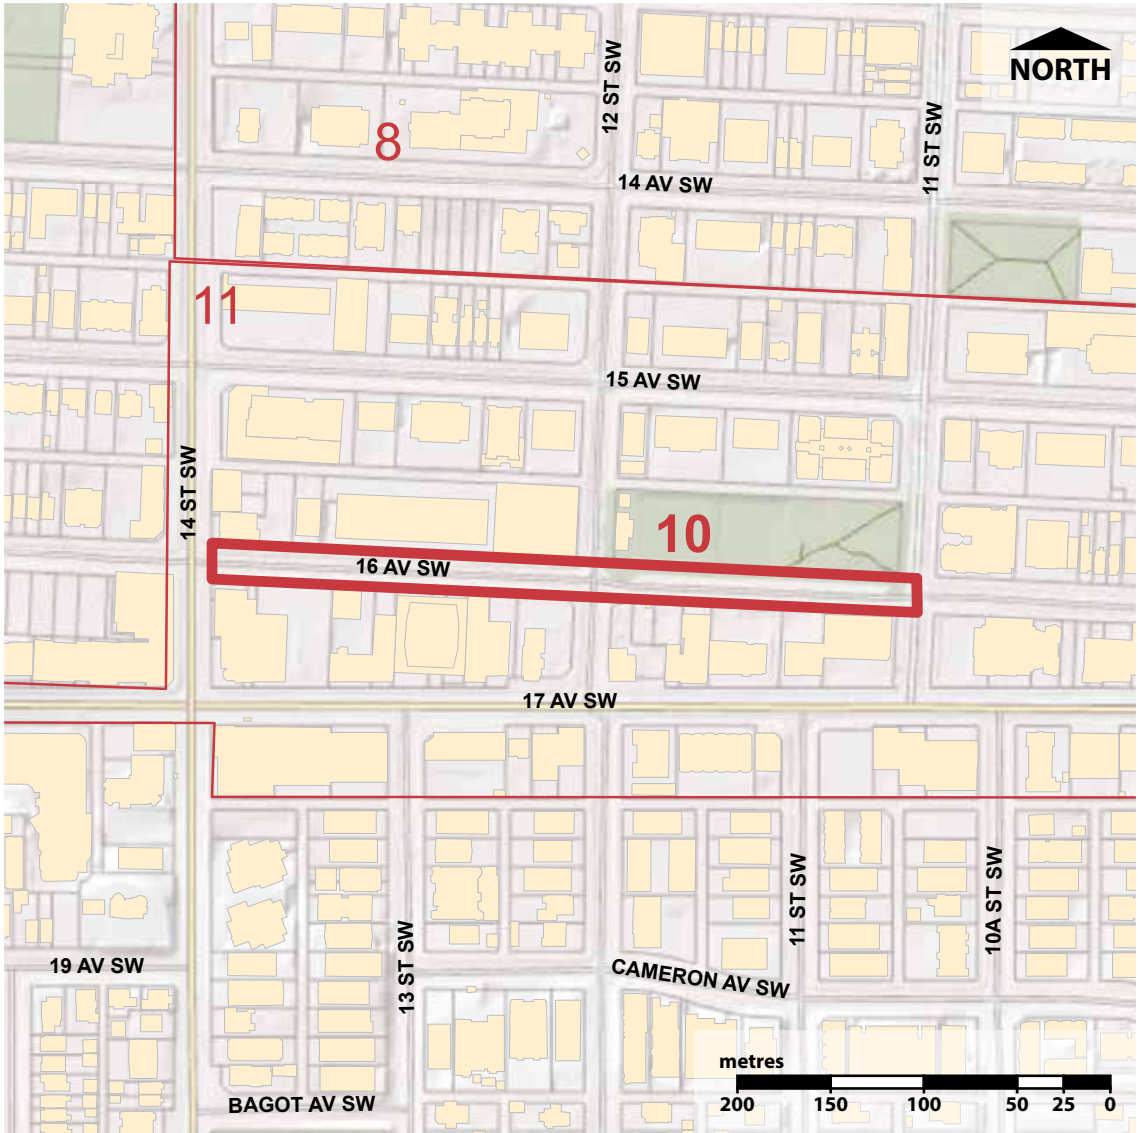 NORTH
12 ST SW
11 ST SW
8
14 AV SW
11
15 AV SW
14 ST SW
10
16 AV SW
17 AV SW
11 ST SW
10A ST SW
13 ST SW
19 AV SW
CAMERON AV SW
metres
200 150 100 50 25 0
BAGOT AV SW